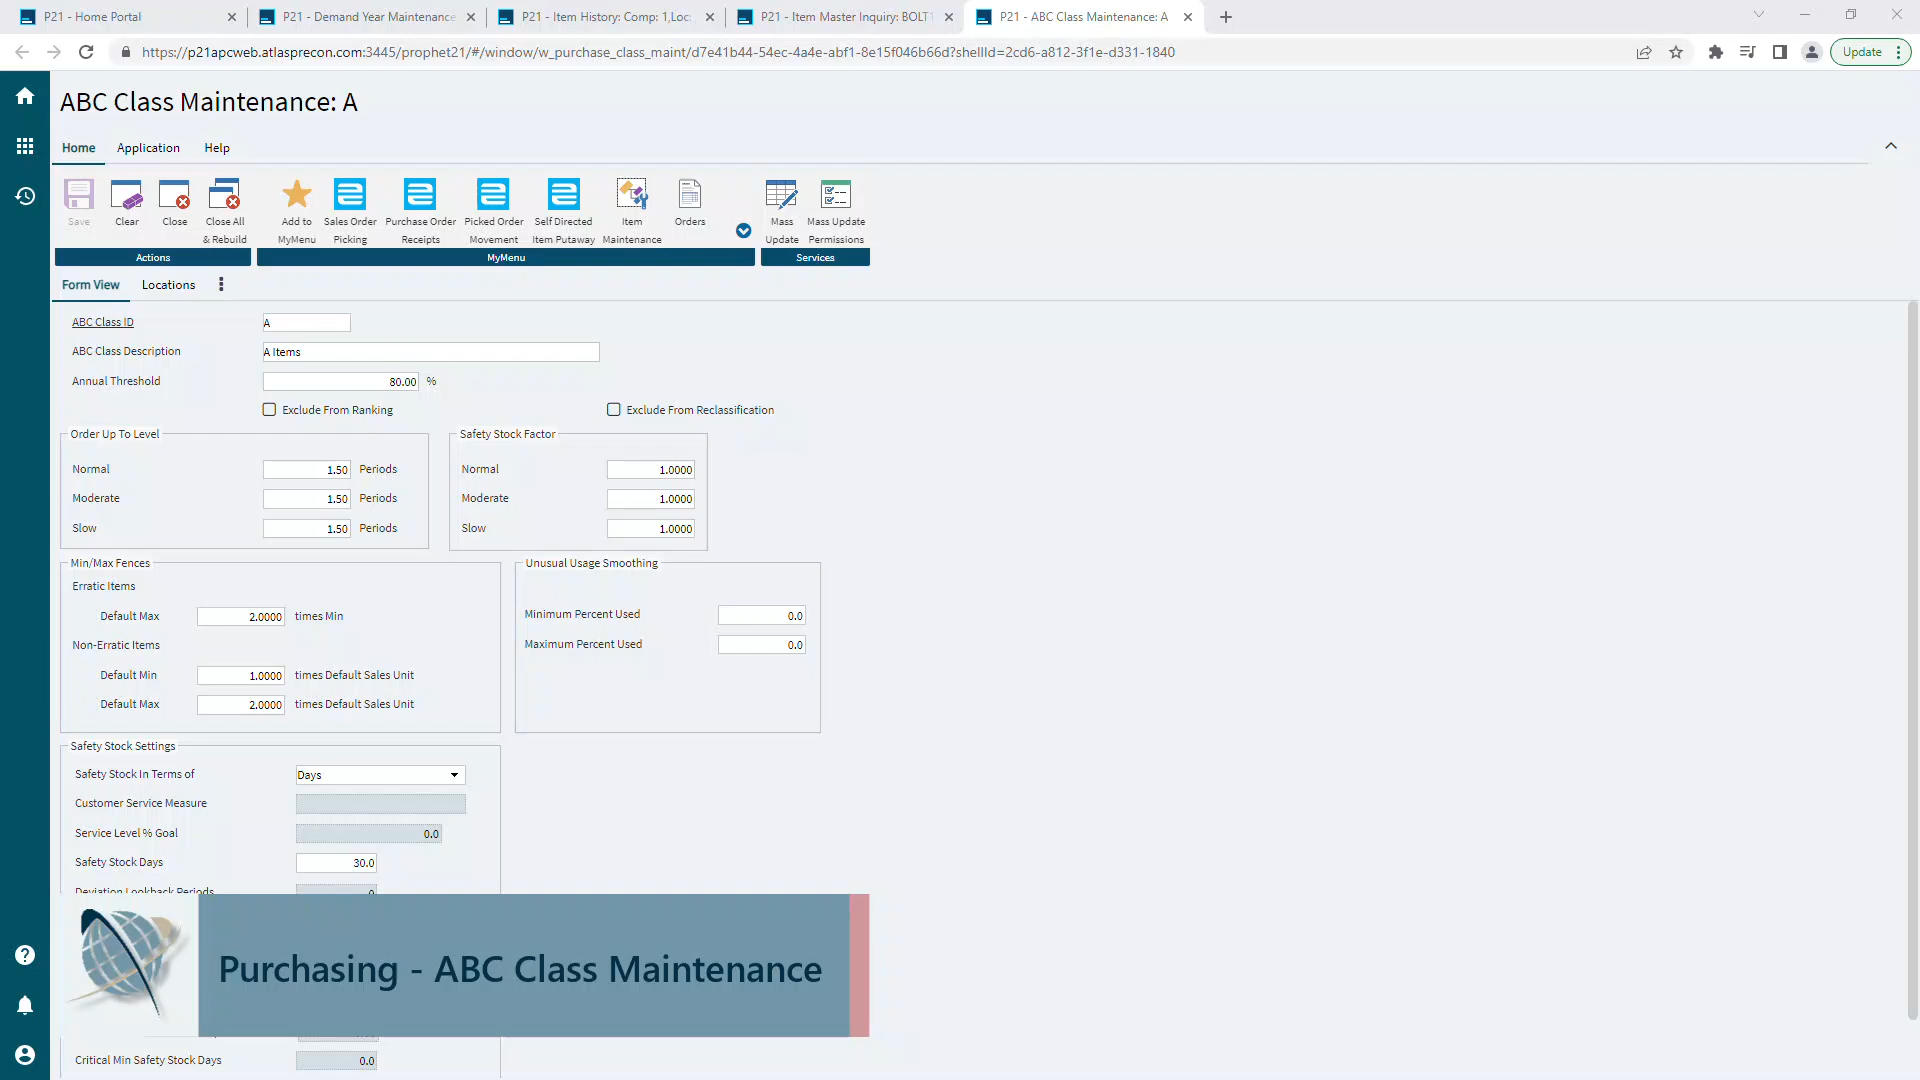 P21 - Home Portal
P21 - Demand Year Maintenance
P21 - Item History: Comp: 1,Loc:
P21 - Item Master Inquiry: BOLT
P21 - ABC Class Maintenance: A
https://p21apcweb.atlasprecon.com:3445/prophet21/#/window/w_purchase_class_maint/d7e41b44-54ec-4a4e-abf1-8e15f046b66d?shellId=2cd6-a812-3f1e-d331-1840
Update
ABC Class Maintenance: A
Home
Application
Help
Save
Clear
Close
Close All
& Rebuild
Add to
MyMenu
Sales Order
Picking
Purchase Order
Receipts
Picked Order
Movement
Self Directed
Item Putaway
Item
Maintenance
Orders
Mass
Update
Mass Update
Permissions
Actions
MyMenu
Services
Form View
Locations
ABC Class ID A
ABC Class Description A Items
Annual Threshold 80.00 %
Exclude From Ranking
Exclude From Reclassification
Order Up To Level
Normal 1.50 Periods
Moderate 1.50 Periods
Slow 1.50 Periods
Safety Stock Factor
Normal 1.0000
Moderate 1.0000
Slow 1.0000
Min/Max Fences
Erratic Items
Default Max 2.0000 times Min
Non-Erratic Items
Default Min 1.0000 times Default Sales Unit
Default Max 2.0000 times Default Sales Unit
Unusual Usage Smoothing
Minimum Percent Used 0.0
Maximum Percent Used 0.0
Safety Stock Settings
Safety Stock In Terms of Days
Customer Service Measure
Service Level % Goal 0.0
Safety Stock Days 30.0
Deviation Lookback Periods 0
Purchasing - ABC Class Maintenance
Critical Min Safety Stock Days 0.0